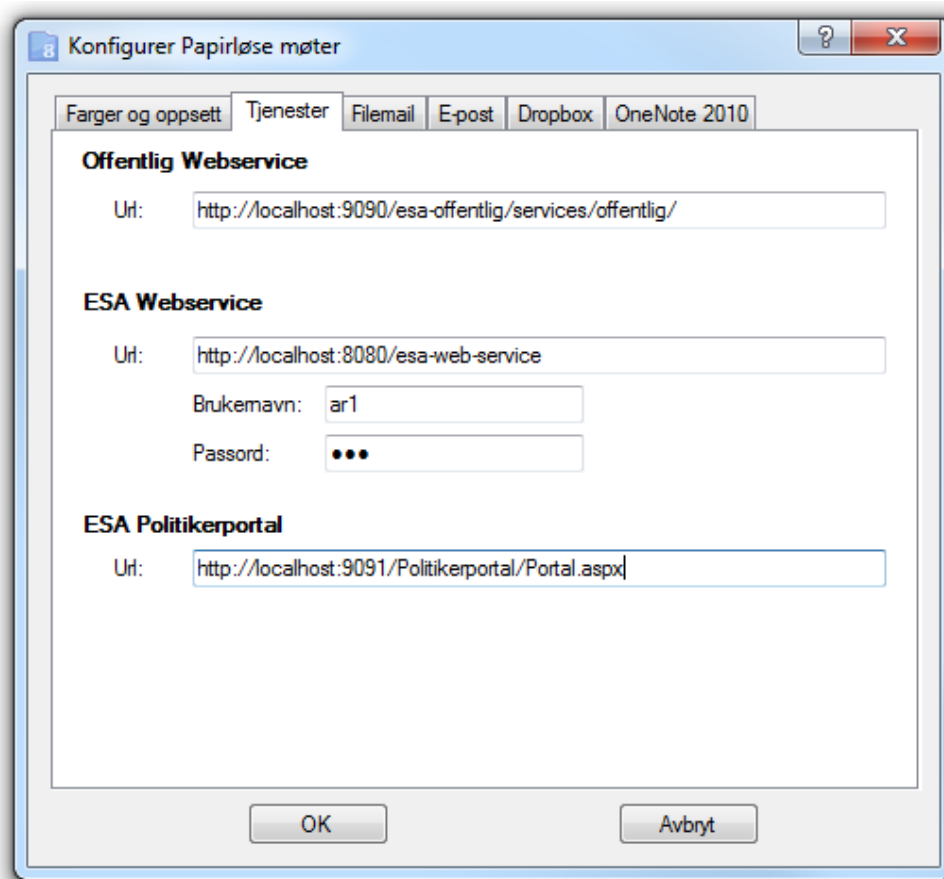 Konfigurer Papirløse møter
Farger og oppsett Tjenester Filemail E-post Dropbox OneNote 2010
Offentlig Webservice
Url: http://localhost:9090/esa-offentlig/services/offentlig/
ESA Webservice
Url: http://localhost:8080/esa-web-service
Brukernavn: ar1
Passord: •••
ESA Politikerportal
Url: http://localhost:9091/Politikerportal/Portal.aspx
OK Avbryt